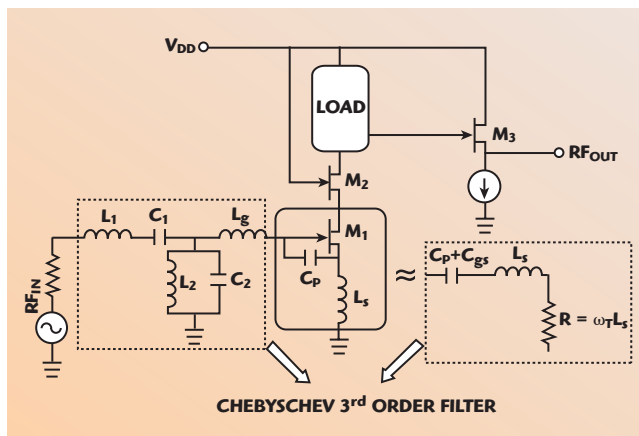 VDD
LOAD
M3
RFOUT
M2
L1
C1
Lg
M1
CP+Cgs
Ls
L2
C2
CP
Ls
≈
R = ωTLs
RFIN
CHEBYSCHEV 3rd ORDER FILTER